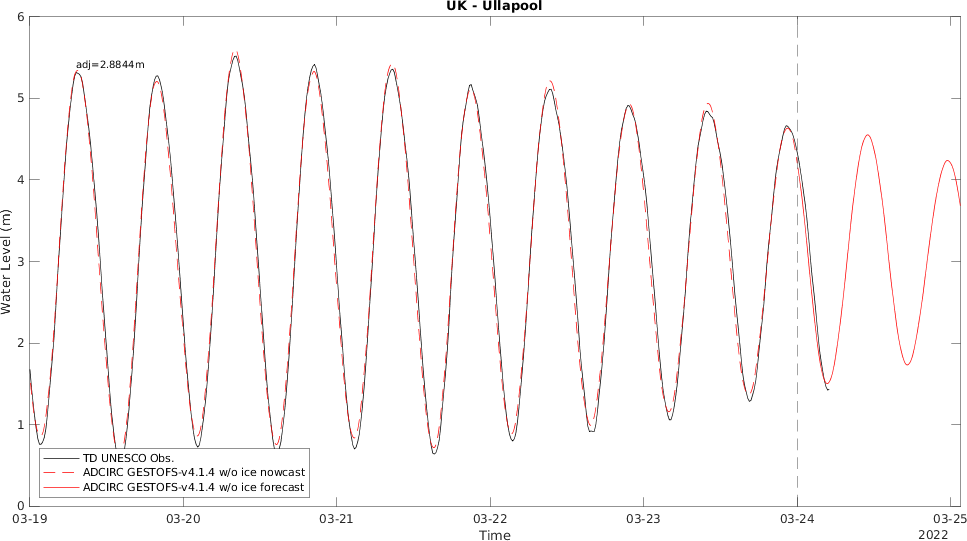 UK - Ullapool
adj=2.8844m
Water Level (m)
6
5
4
3
2
1
0
TD UNESCO Obs.
ADCIRC GESTOFS-v4.1.4 w/o ice nowcast
ADCIRC GESTOFS-v4.1.4 w/o ice forecast
03-19 03-20 03-21 03-22 03-23 03-24 03-25
Time
2022